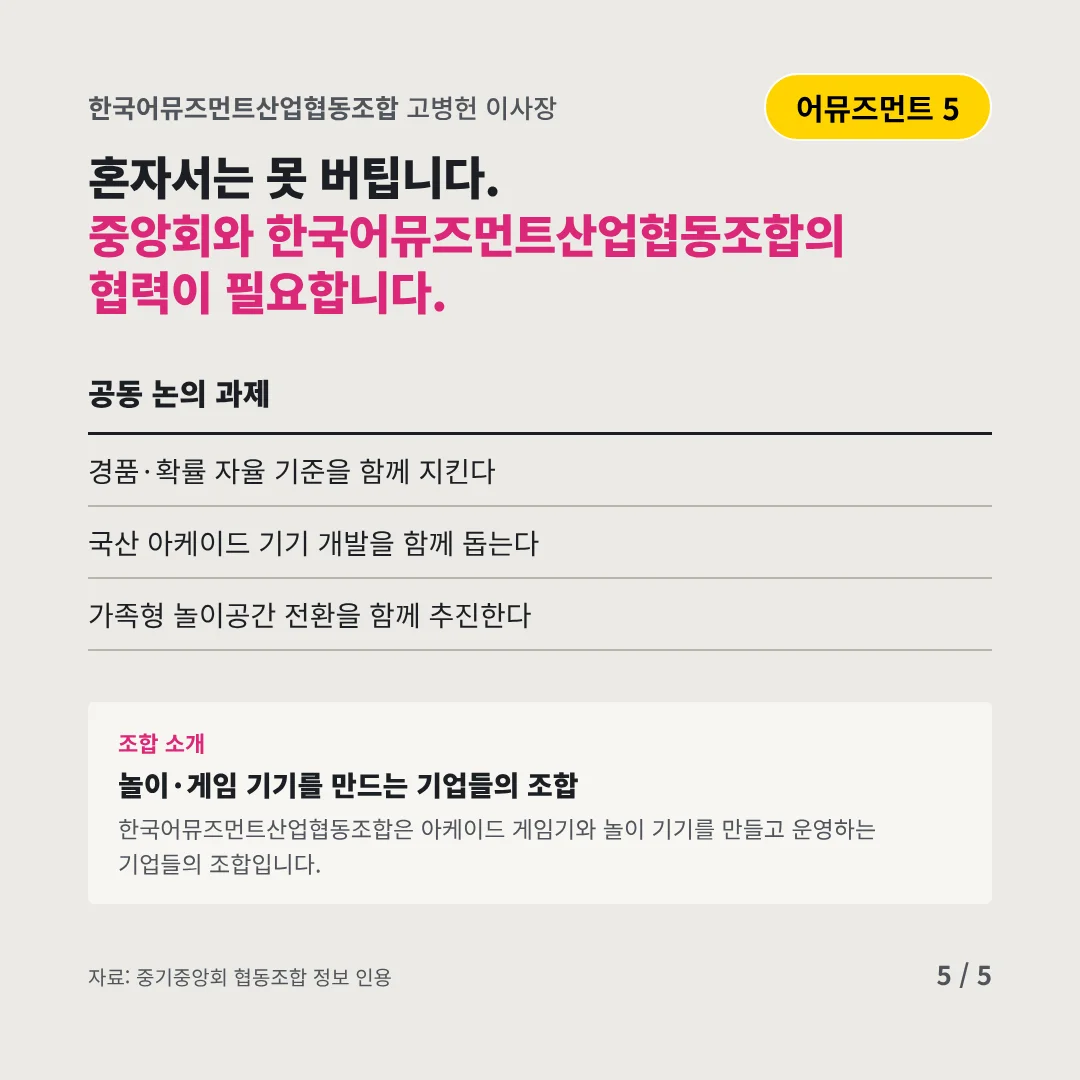 한국어뮤즈먼트산업협동조합 고병헌 이사장
어뮤즈먼트 5
혼자서는 못 버팁니다.
중앙회와 한국어뮤즈먼트산업협동조합의
협력이 필요합니다.
공동 논의 과제
경품·확률 자율 기준을 함께 지킨다
국산 아케이드 기기 개발을 함께 돕는다
가족형 놀이공간 전환을 함께 추진한다
조합 소개
놀이·게임 기기를 만드는 기업들의 조합
한국어뮤즈먼트산업협동조합은 아케이드 게임기와 놀이 기기를 만들고 운영하는
기업들의 조합입니다.
자료: 중기중앙회 협동조합 정보 인용
5 / 5